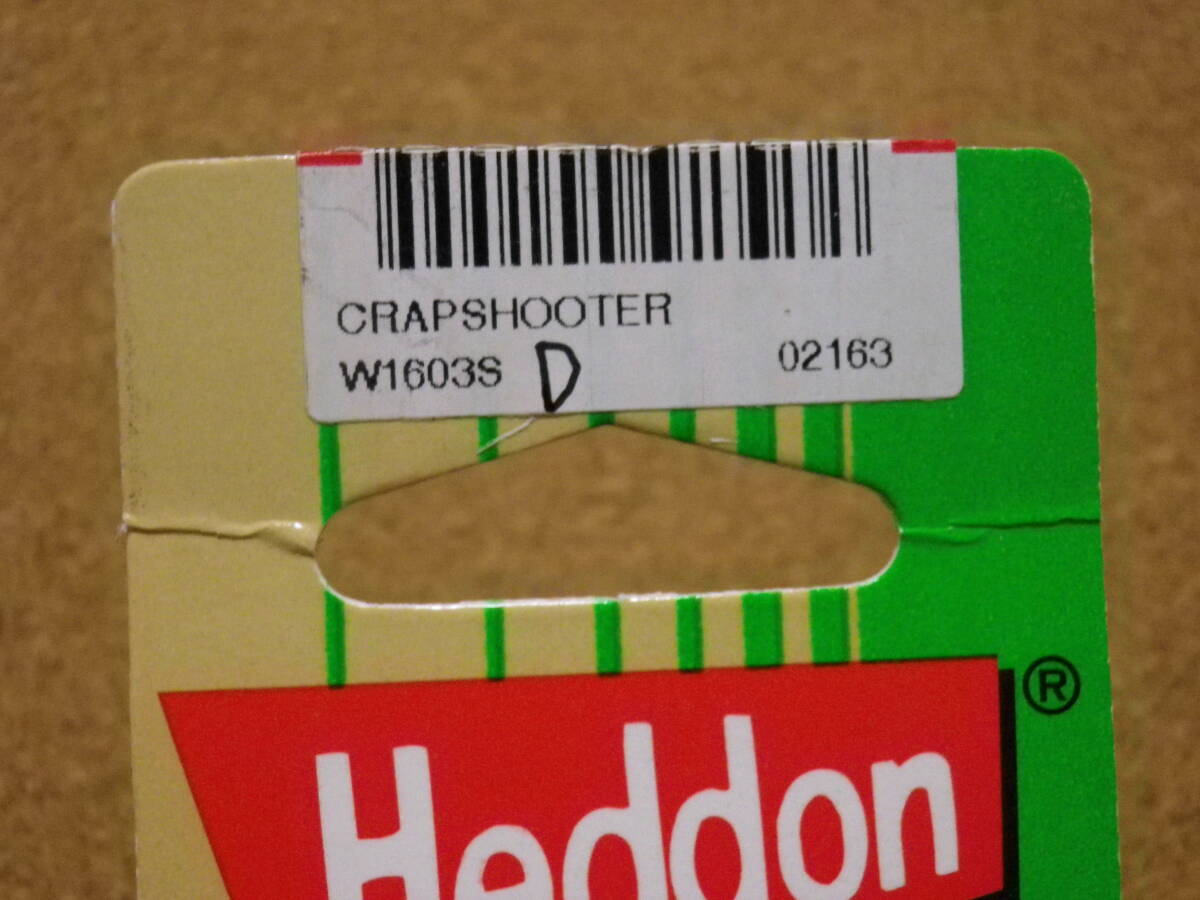 CRAPSHOOTER
W1603S D 02163
Heddon ®